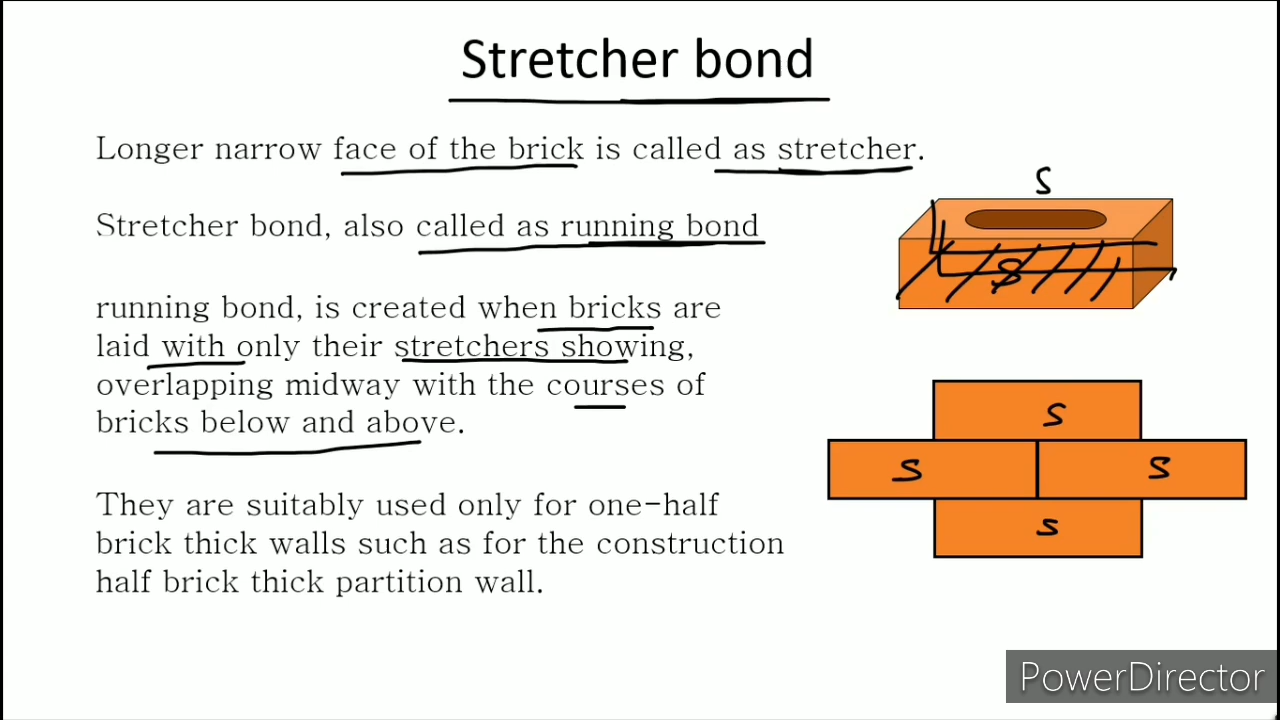 Stretcher bond
Longer narrow face of the brick is called as stretcher.
S
Stretcher bond, also called as running bond
S
running bond, is created when bricks are
laid with only their stretchers showing,
overlapping midway with the courses of
bricks below and above.
S
S S
S
They are suitably used only for one-half
brick thick walls such as for the construction
half brick thick partition wall.
PowerDirector